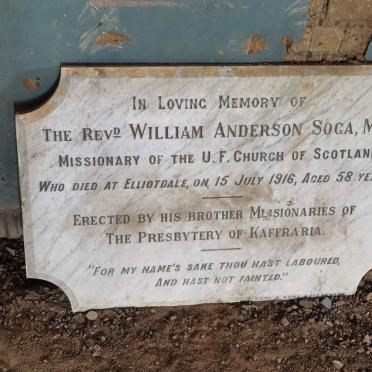 In Loving Memory of
The Revᴰ William Anderson Soga, M
Missionary of the U.F. Church of Scotlan
Who died at Elliotdale, on 15 July 1916, Aged 58 ye
Erected by his brother Missionaries of
The Presbytery of Kaffraria.
"For my name's sake thou hast laboured,
And hast not fainted."